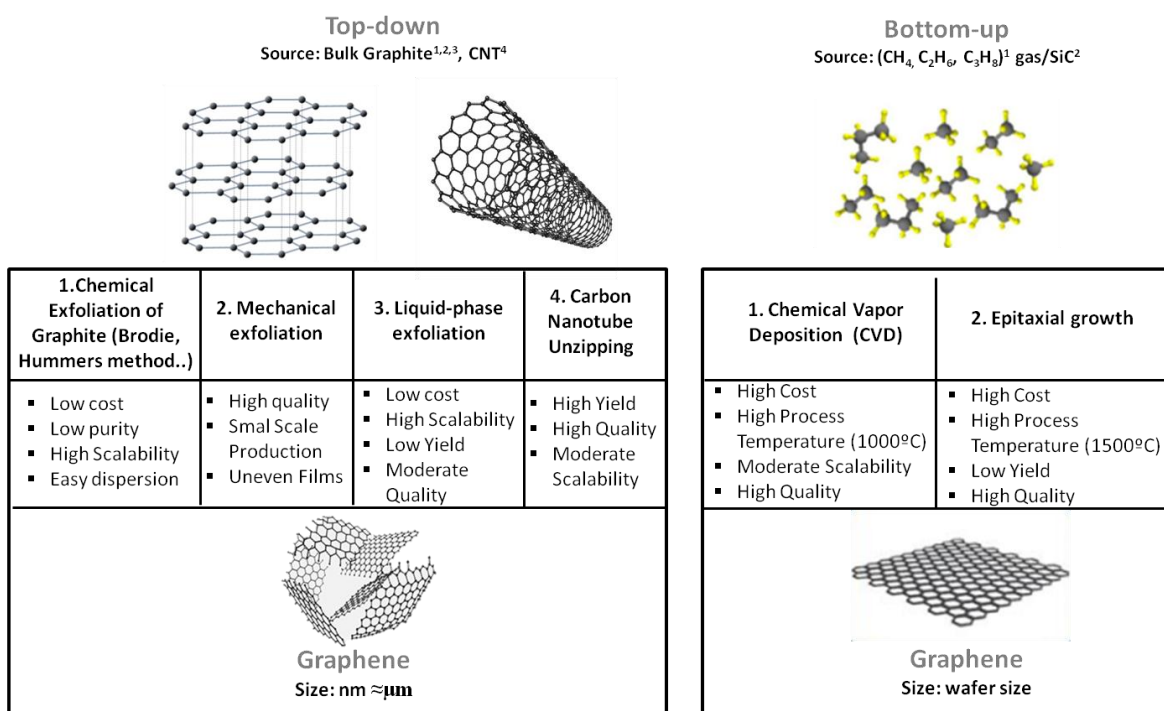 Top-down
Source: Bulk Graphite¹,²,³, CNT⁴
Bottom-up
Source: (CH₄, C₂H₆, C₃H₈)¹ gas/SiC²
1.Chemical
Exfoliation of
Graphite (Brodie,
Hummers method..)
2. Mechanical
exfoliation
3. Liquid-phase
exfoliation
4. Carbon
Nanotube
Unzipping
▪ Low cost
▪ Low purity
▪ High Scalability
▪ Easy dispersion
▪ High quality
▪ Smal Scale
Production
▪ Uneven Films
▪ Low cost
▪ High Scalability
▪ Low Yield
▪ Moderate
Quality
▪ High Yield
▪ High Quality
▪ Moderate
Scalability
Graphene
Size: nm ≈μm
1. Chemical Vapor
Deposition (CVD)
2. Epitaxial growth
▪ High Cost
▪ High Process
Temperature (1000ºC)
▪ Moderate Scalability
▪ High Quality
▪ High Cost
▪ High Process
Temperature (1500ºC)
▪ Low Yield
▪ High Quality
Graphene
Size: wafer size